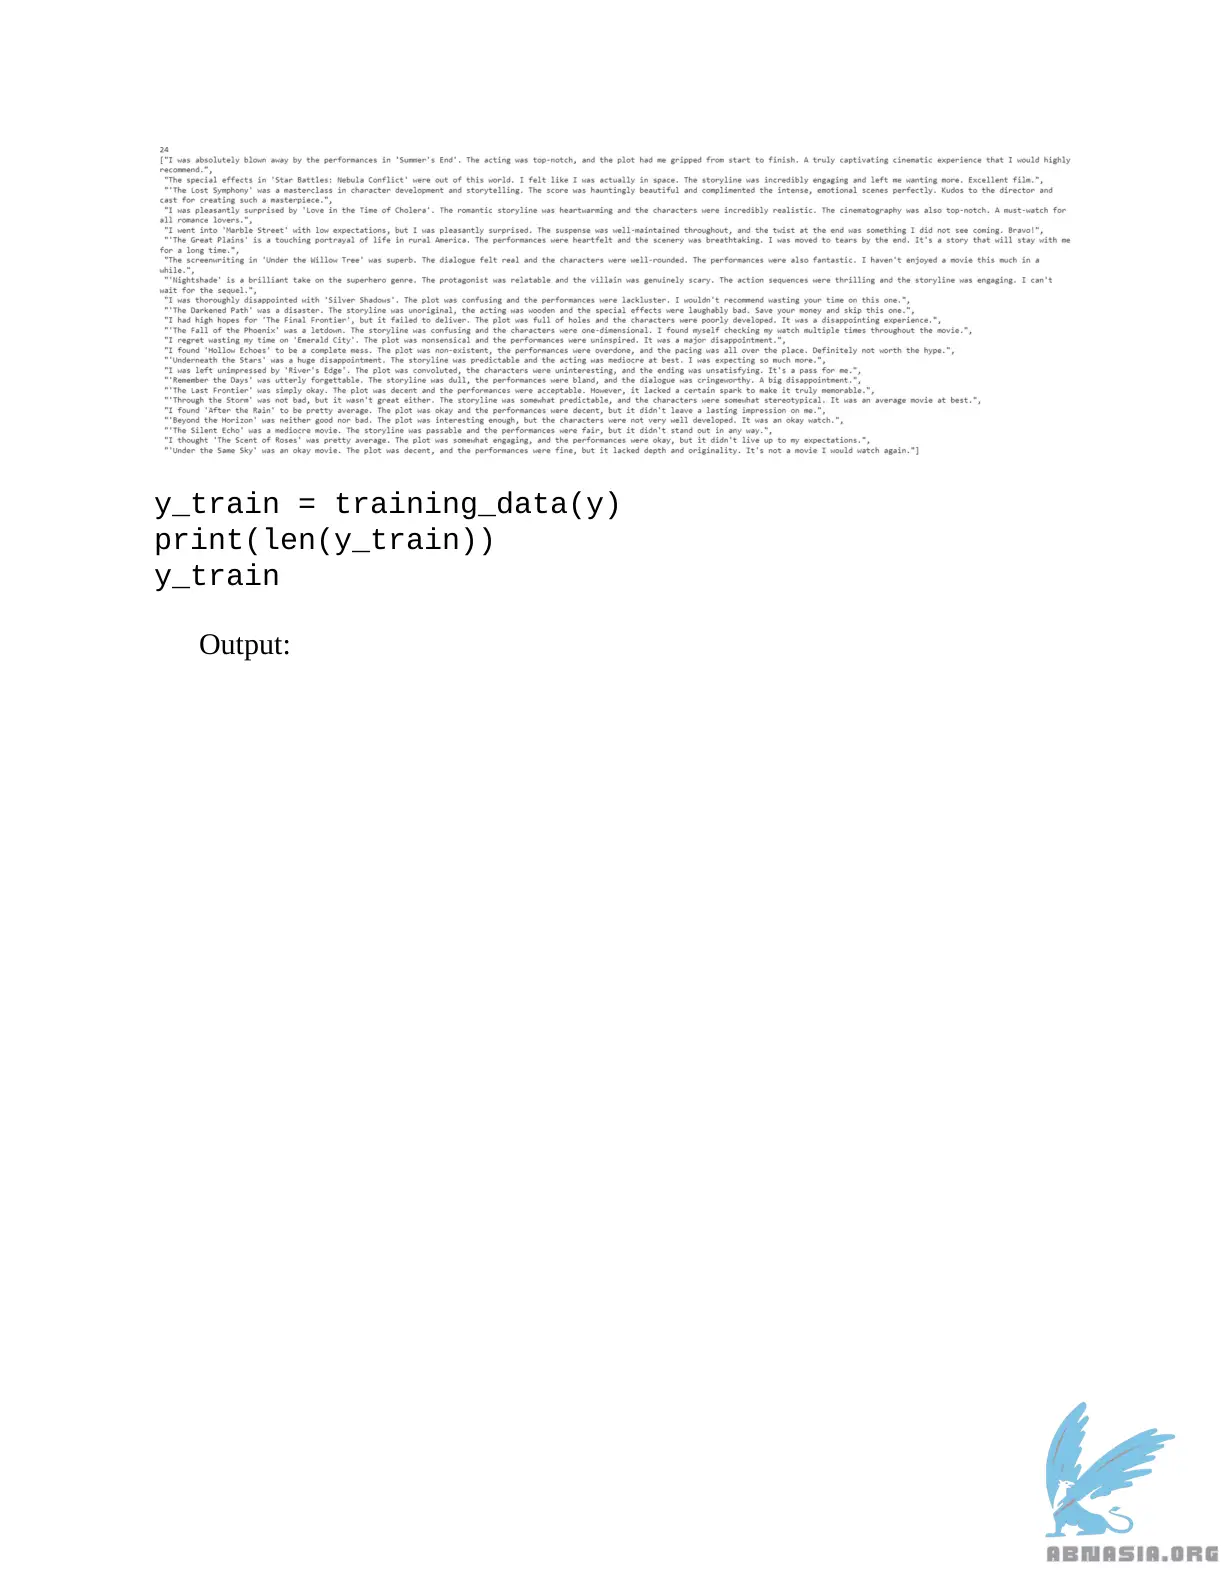 24
["I was absolutely blown away by the performances in 'Summer's End'. The acting was top-notch, and the plot had me gripped from start to finish. A truly captivating cinematic experience that I would highly
recommend.",
"The special effects in 'Star Battles: Nebula Conflict' were out of this world. I felt like I was actually in space. The storyline was incredibly engaging and left me wanting more. Excellent film.",
"'The Lost Symphony' was a masterclass in character development and storytelling. The score was hauntingly beautiful and complimented the intense, emotional scenes perfectly. Kudos to the director and
cast for creating such a masterpiece.",
"I was pleasantly surprised by 'Love in the Time of Cholera'. The romantic storyline was heartwarming and the characters were incredibly realistic. The cinematography was also top-notch. A must-watch for
all romance lovers.",
"I went into 'Marble Street' with low expectations, but I was pleasantly surprised. The suspense was well-maintained throughout, and the twist at the end was something I did not see coming. Bravo!",
"'The Great Plains' is a touching portrayal of life in rural America. The performances were heartfelt and the scenery was breathtaking. I was moved to tears by the end. It's a story that will stay with me
for a long time.",
"The screenwriting in 'Under the Willow Tree' was superb. The dialogue felt real and the characters were well-rounded. The performances were also fantastic. I haven't enjoyed a movie this much in a
while.",
"'Nightshade' is a brilliant take on the superhero genre. The protagonist was relatable and the villain was genuinely scary. The action sequences were thrilling and the storyline was engaging. I can't
wait for the sequel.",
"I was thoroughly disappointed with 'Silver Shadows'. The plot was confusing and the performances were lackluster. I wouldn't recommend wasting your time on this one.",
"'The Darkened Path' was a disaster. The storyline was unoriginal, the acting was wooden and the special effects were laughably bad. Save your money and skip this one.",
"I had high hopes for 'The Final Frontier', but it failed to deliver. The plot was full of holes and the characters were poorly developed. It was a disappointing experience.",
"'The Fall of the Phoenix' was a letdown. The storyline was confusing and the characters were one-dimensional. I found myself checking my watch multiple times throughout the movie.",
"I regret wasting my time on 'Emerald City'. The plot was nonsensical and the performances were uninspired. It was a major disappointment.",
"I found 'Hollow Echoes' to be a complete mess. The plot was non-existent, the performances were overdone, and the pacing was all over the place. Definitely not worth the hype.",
"'Underneath the Stars' was a huge disappointment. The storyline was predictable and the acting was mediocre at best. I was expecting so much more.",
"I was left unimpressed by 'River's Edge'. The plot was convoluted, the characters were uninteresting, and the ending was unsatisfying. It's a pass for me.",
"'Remember the Days' was utterly forgettable. The storyline was dull, the performances were bland, and the dialogue was cringeworthy. A big disappointment.",
"'The Last Frontier' was simply okay. The plot was decent and the performances were acceptable. However, it lacked a certain spark to make it truly memorable.",
"'Through the Storm' was not bad, but it wasn't great either. The storyline was somewhat predictable, and the characters were somewhat stereotypical. It was an average movie at best.",
"I found 'After the Rain' to be pretty average. The plot was okay and the performances were decent, but it didn't leave a lasting impression on me.",
"'Beyond the Horizon' was neither good nor bad. The plot was interesting enough, but the characters were not very well developed. It was an okay watch.",
"'The Silent Echo' was a mediocre movie. The storyline was passable and the performances were fair, but it didn't stand out in any way.",
"I thought 'The Scent of Roses' was pretty average. The plot was somewhat engaging, and the performances were okay, but it didn't live up to my expectations.",
"'Under the Same Sky' was an okay movie. The plot was decent, and the performances were fine, but it lacked depth and originality. It's not a movie I would watch again."]
y_train = training_data(y)
print(len(y_train))
y_train
Output:
ABNASIA.ORG